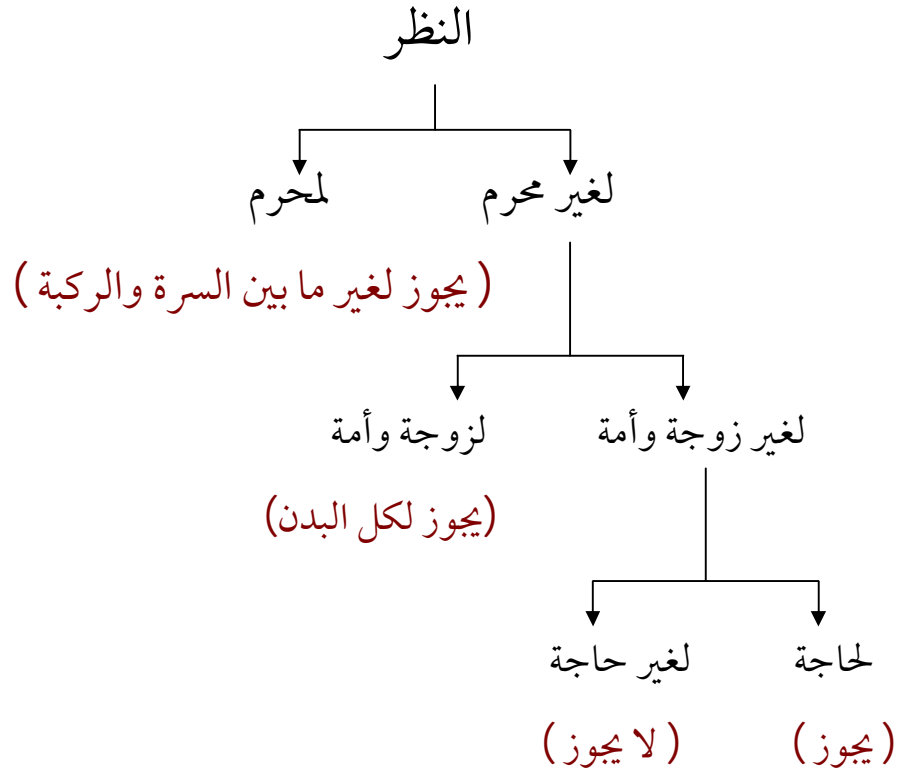 النظر
لغير محرم
لمحرم
( يجوز لغير ما بين السرة والركبة )
لغير زوجة وأمة
لزوجة وأمة
(يجوز لكل البدن)
لحاجة
لغير حاجة
( يجوز )
( لا يجوز )